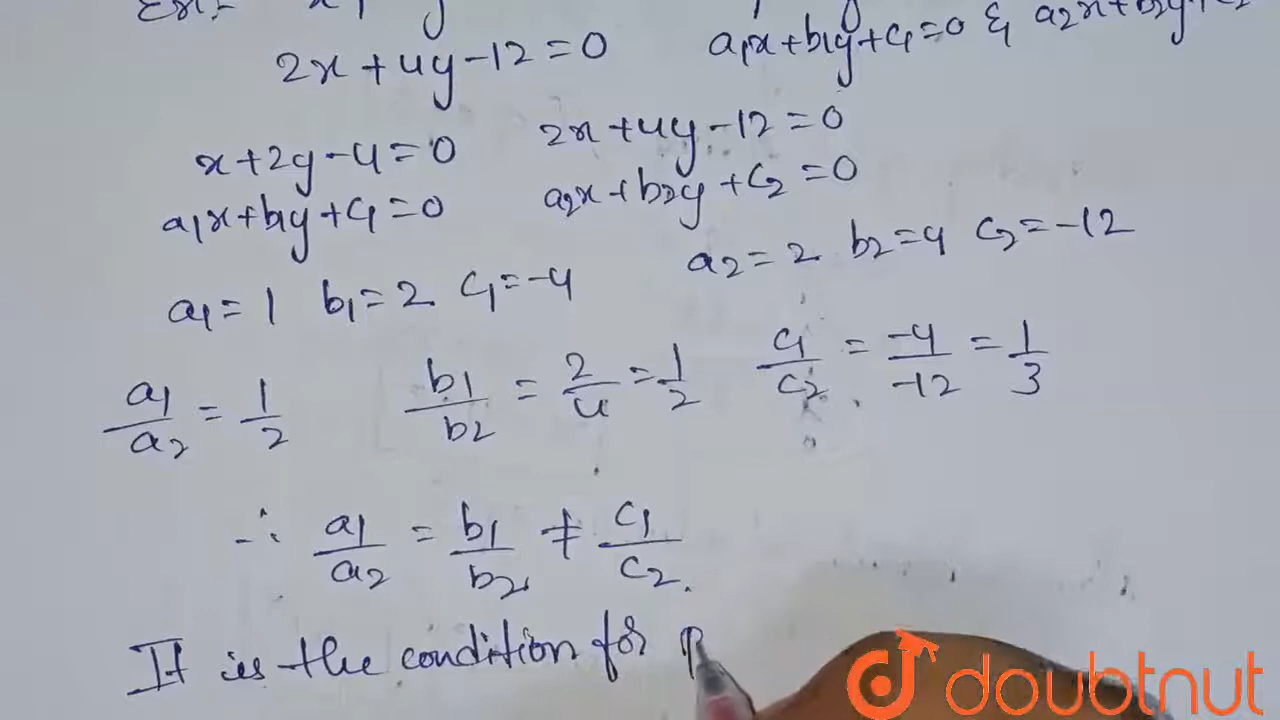 2x + 4y - 12 = 0
a₁x + b₁y + c₁ = 0 & a₂x + b₂y +
x + 2y - 4 = 0
2x + 4y - 12 = 0
a₁x + b₁y + c₁ = 0
a₂x + b₂y + c₂ = 0
a₁ = 1 b₁ = 2 c₁ = -4
a₂ = 2 b₂ = 4 c₂ = -12
a₁/a₂ = 1/2 b₁/b₂ = 2/4 = 1/2 c₁/c₂ = -4/-12 = 1/3
∴ a₁/a₂ = b₁/b₂ ≠ c₁/c₂.
It is the condition for p
doubtnut